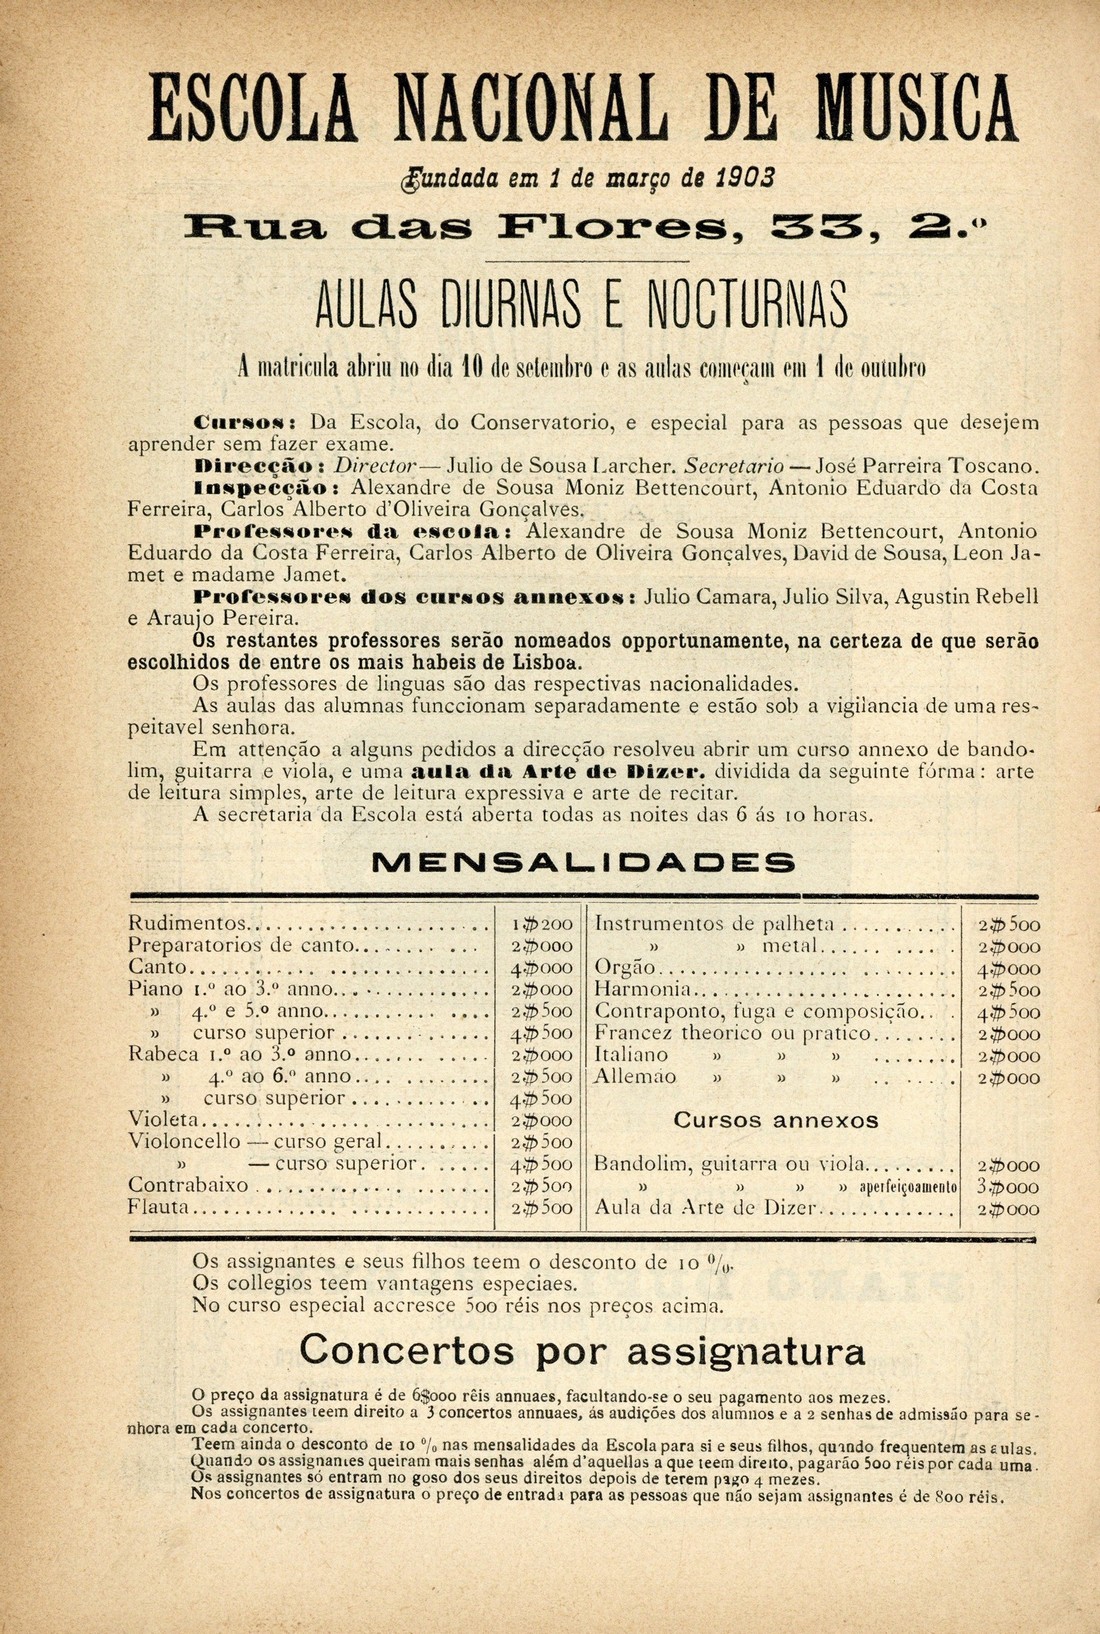 ESCOLA NACIONAL DE MUSICA
Fundada em 1 de março de 1903
Rua das Flores, 33, 2.º
AULAS DIURNAS E NOCTURNAS
A matricula abriu no dia 10 de setembro e as aulas começam em 1 de outubro
Cursos: Da Escola, do Conservatorio, e especial para as pessoas que desejem
aprender sem fazer exame.
Direcção: Director — Julio de Sousa Larcher. Secretario — José Parreira Toscano.
Inspecção: Alexandre de Sousa Moniz Bettencourt, Antonio Eduardo da Costa
Ferreira, Carlos Alberto d'Oliveira Gonçalves.
Professores da escola: Alexandre de Sousa Moniz Bettencourt, Antonio
Eduardo da Costa Ferreira, Carlos Alberto de Oliveira Gonçalves, David de Sousa, Leon Ja-
met e madame Jamet.
Professores dos cursos annexos: Julio Camara, Julio Silva, Agustin Rebell
e Araujo Pereira.
Os restantes professores serão nomeados opportunamente, na certeza de que serão
escolhidos de entre os mais habeis de Lisboa.
Os professores de linguas são das respectivas nacionalidades.
As aulas das alumnas funccionam separadamente e estão sob a vigilancia de uma res-
peitavel senhora.
Em attenção a alguns pedidos a direcção resolveu abrir um curso annexo de bando-
lim, guitarra e viola, e uma aula da Arte de Dizer. dividida da seguinte fórma: arte
de leitura simples, arte de leitura expressiva e arte de recitar.
A secretaria da Escola está aberta todas as noites das 6 ás 10 horas.
MENSALIDADES
Rudimentos........................ 1$200
Preparatorios de canto........... 2$000
Canto............................. 4$000
Piano 1.º ao 3.º anno............. 2$000
» 4.º e 5.º anno.............. 2$500
» curso superior.............. 4$500
Rabeca 1.º ao 3.º anno............ 2$000
» 4.º ao 6.º anno............. 2$500
» curso superior.............. 4$500
Violeta........................... 2$000
Violoncello — curso geral......... 2$500
» — curso superior....... 4$500
Contrabaixo....................... 2$500
Flauta............................ 2$500
Instrumentos de palheta........... 2$500
» » metal............. 2$000
Orgão............................. 4$000
Harmonia.......................... 2$500
Contraponto, fuga e composição.... 4$500
Francez theorico ou pratico....... 2$000
Italiano » » » ........ 2$000
Allemão » » » ........ 2$000
Cursos annexos
Bandolim, guitarra ou viola....... 2$000
» » » » aperfeiçoamento 3$000
Aula da Arte de Dizer............. 2$000
Os assignantes e seus filhos teem o desconto de 10 %.
Os collegios teem vantagens especiaes.
No curso especial accresce 500 réis nos preços acima.
Concertos por assignatura
O preço da assignatura é de 6$000 réis annuaes, facultando-se o seu pagamento aos mezes.
Os assignantes teem direito a 3 concertos annuaes, ás audições dos alumnos e a 2 senhas de admissão para se-
nhora em cada concerto.
Teem ainda o desconto de 10 % nas mensalidades da Escola para si e seus filhos, quando frequentem as aulas.
Quando os assignantes queiram mais senhas além d'aquellas a que teem direito, pagarão 500 réis por cada uma.
Os assignantes só entram no goso dos seus direitos depois de terem pago 4 mezes.
Nos concertos de assignatura o preço de entrada para as pessoas que não sejam assignantes é de 800 réis.